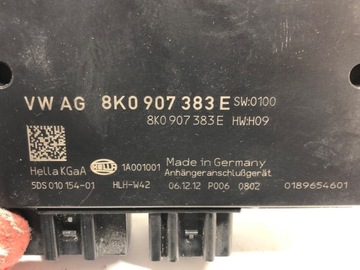 VW AG 8K0 907 383 E SW:0100
8K0 907 383 E HW:H09
Hella KGaA HELLA 1A001001 Made in Germany
Anhängeranschlußgerät
5DS 010 154-01 HLH-W42 06.12.12 P006 0802 0189654601